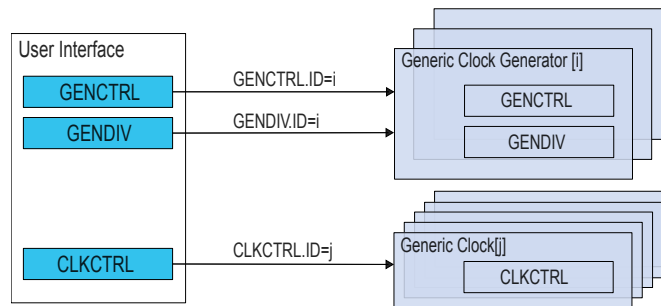 User Interface
GENCTRL
GENDIV
CLKCTRL
GENCTRL.ID=i
GENDIV.ID=i
CLKCTRL.ID=j
Generic Clock Generator [i]
GENCTRL
GENDIV
Generic Clock[j]
CLKCTRL